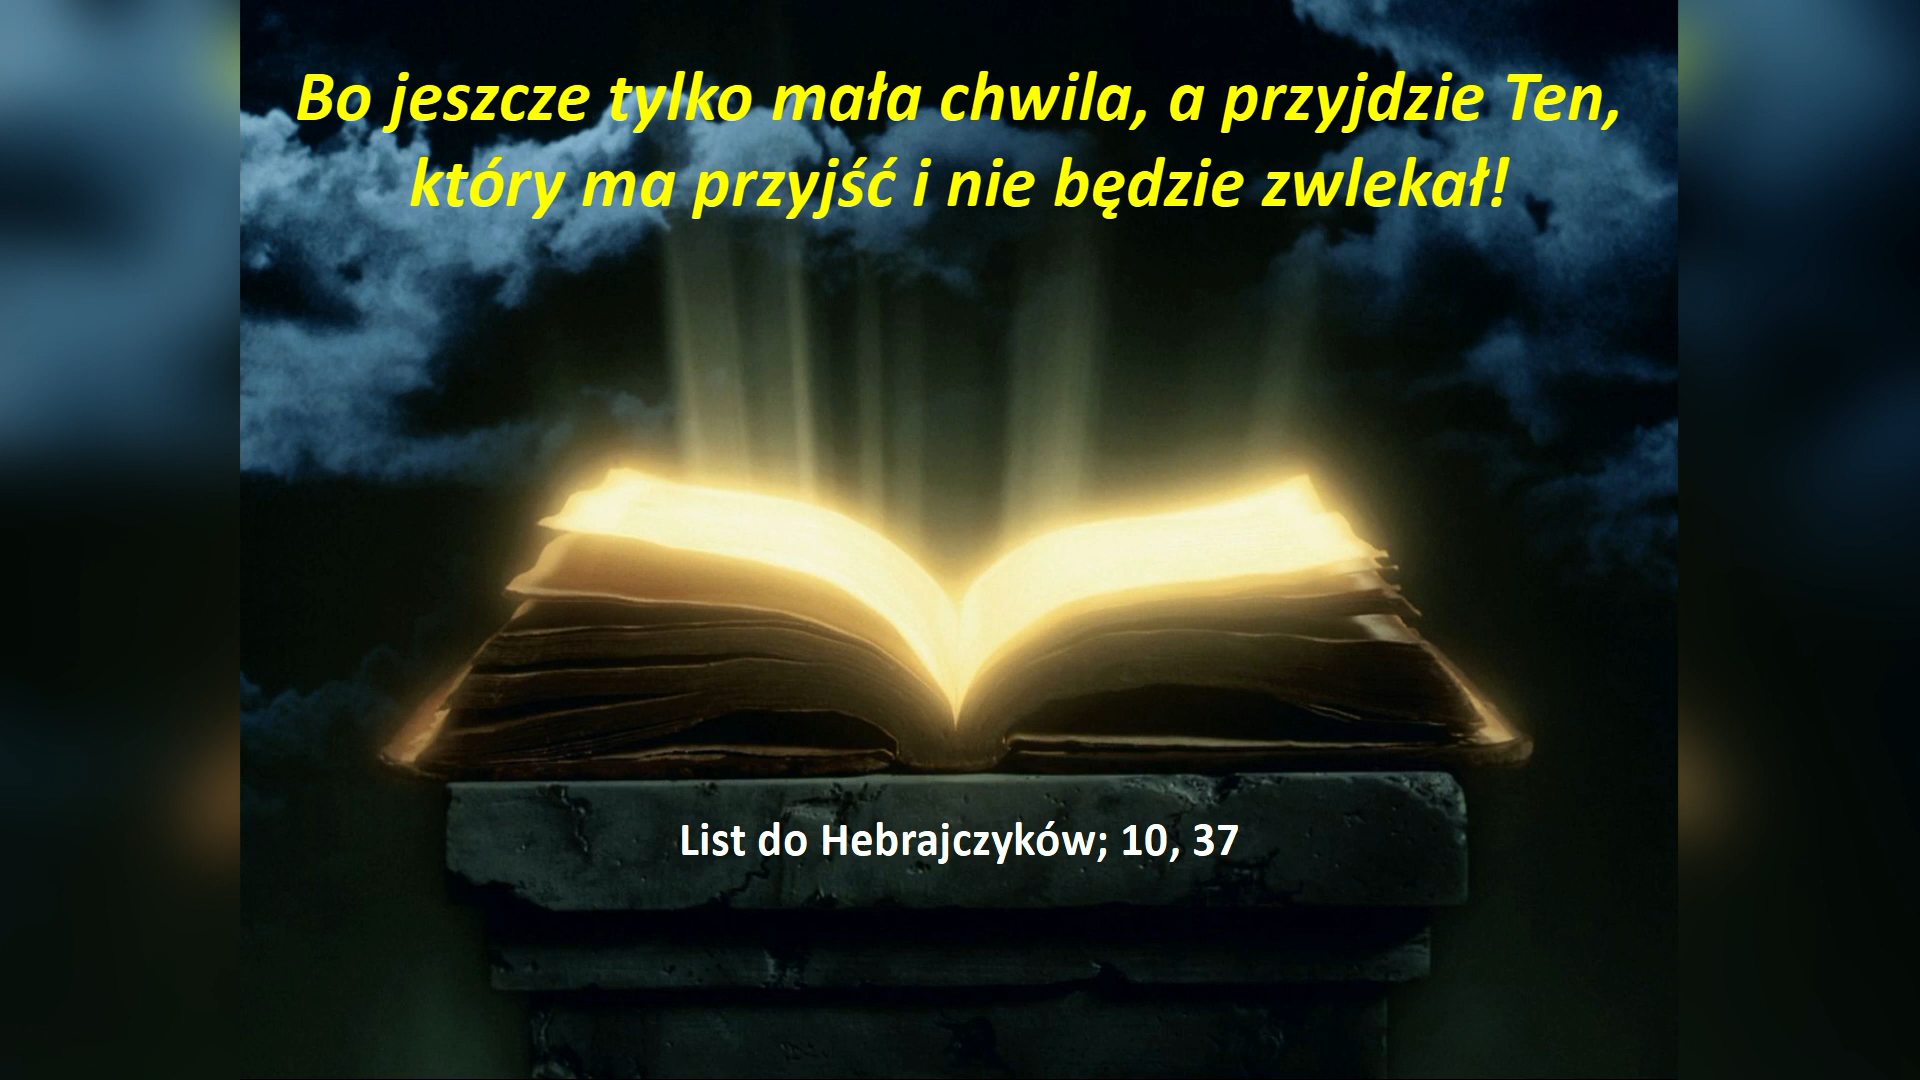 Bo jeszcze tylko mała chwila, a przyjdzie Ten,
który ma przyjść i nie będzie zwlekał!
List do Hebrajczyków; 10, 37